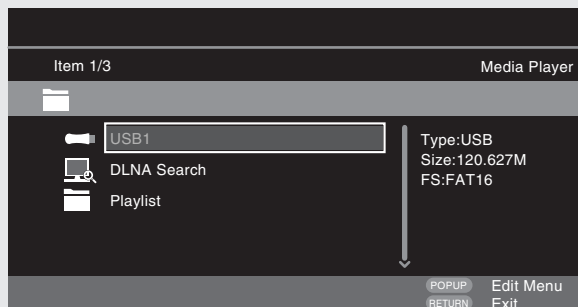 Item 1/3 Media Player
USB1
DLNA Search
Playlist
Type:USB
Size:120.627M
FS:FAT16
POPUP Edit Menu
RETURN Exit